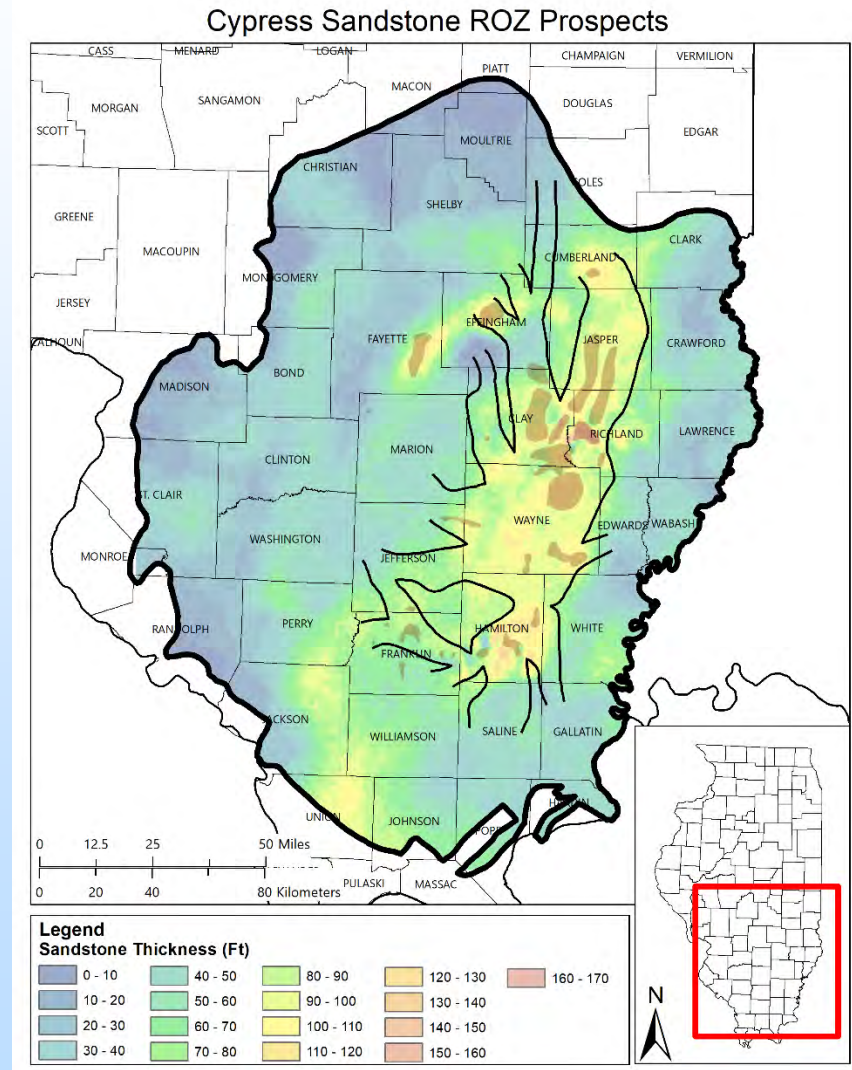 Cypress Sandstone ROZ Prospects
CASS MENARD LOGAN CHAMPAIGN VERMILION
PIATT
MACON
MORGAN SANGAMON DOUGLAS
SCOTT MOULTRIE EDGAR
CHRISTIAN
OLES
SHELBY
GREENE CLARK
MACOUPIN CUMBERLAND
MONTGOMERY
JERSEY EFFINGHAM
CALHOUN FAYETTE JASPER CRAWFORD
MADISON BOND
CLAY RICHLAND LAWRENCE
MARION
CLINTON
ST. CLAIR
WAYNE EDWARDS WABASH
WASHINGTON
MONROE JEFFERSON
RANDOLPH PERRY HAMILTON WHITE
FRANKLIN
JACKSON
WILLIAMSON SALINE GALLATIN
UNION JOHNSON POPE
PULASKI MASSAC
0 12.5 25 50 Miles
0 20 40 80 Kilometers
Legend
Sandstone Thickness (Ft)
0 - 10 40 - 50 80 - 90 120 - 130 160 - 170
10 - 20 50 - 60 90 - 100 130 - 140
20 - 30 60 - 70 100 - 110 140 - 150
30 - 40 70 - 80 110 - 120 150 - 160
N